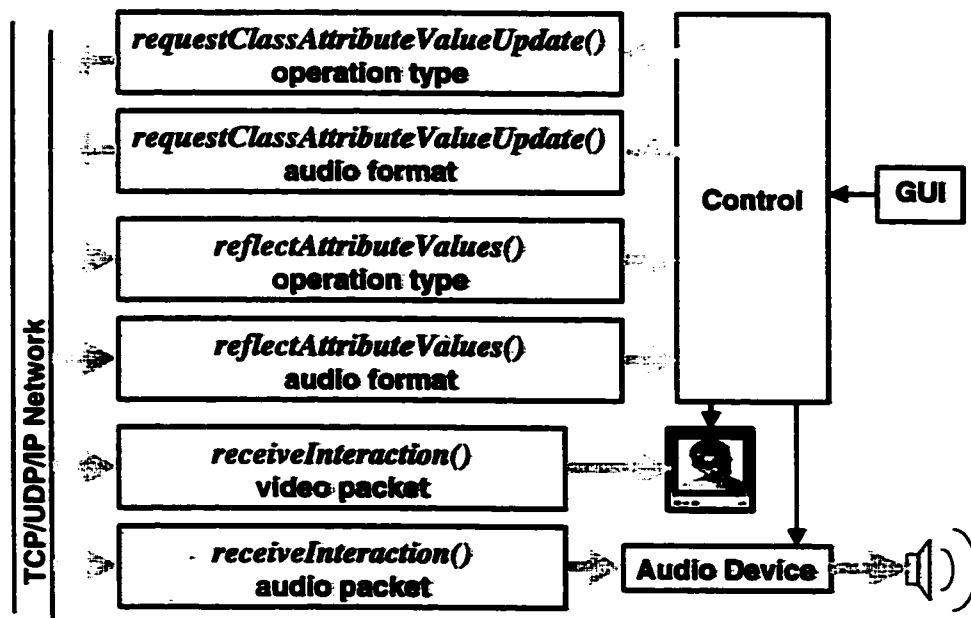 requestClassAttributeValueUpdate()
operation type
requestClassAttributeValueUpdate()
audio format
Control
GUI
reflectAttributeValues()
operation type
reflectAttributeValues()
audio format
TCP/UDP/IP Network
receiveInteraction()
video packet
receiveInteraction()
audio packet
Audio Device